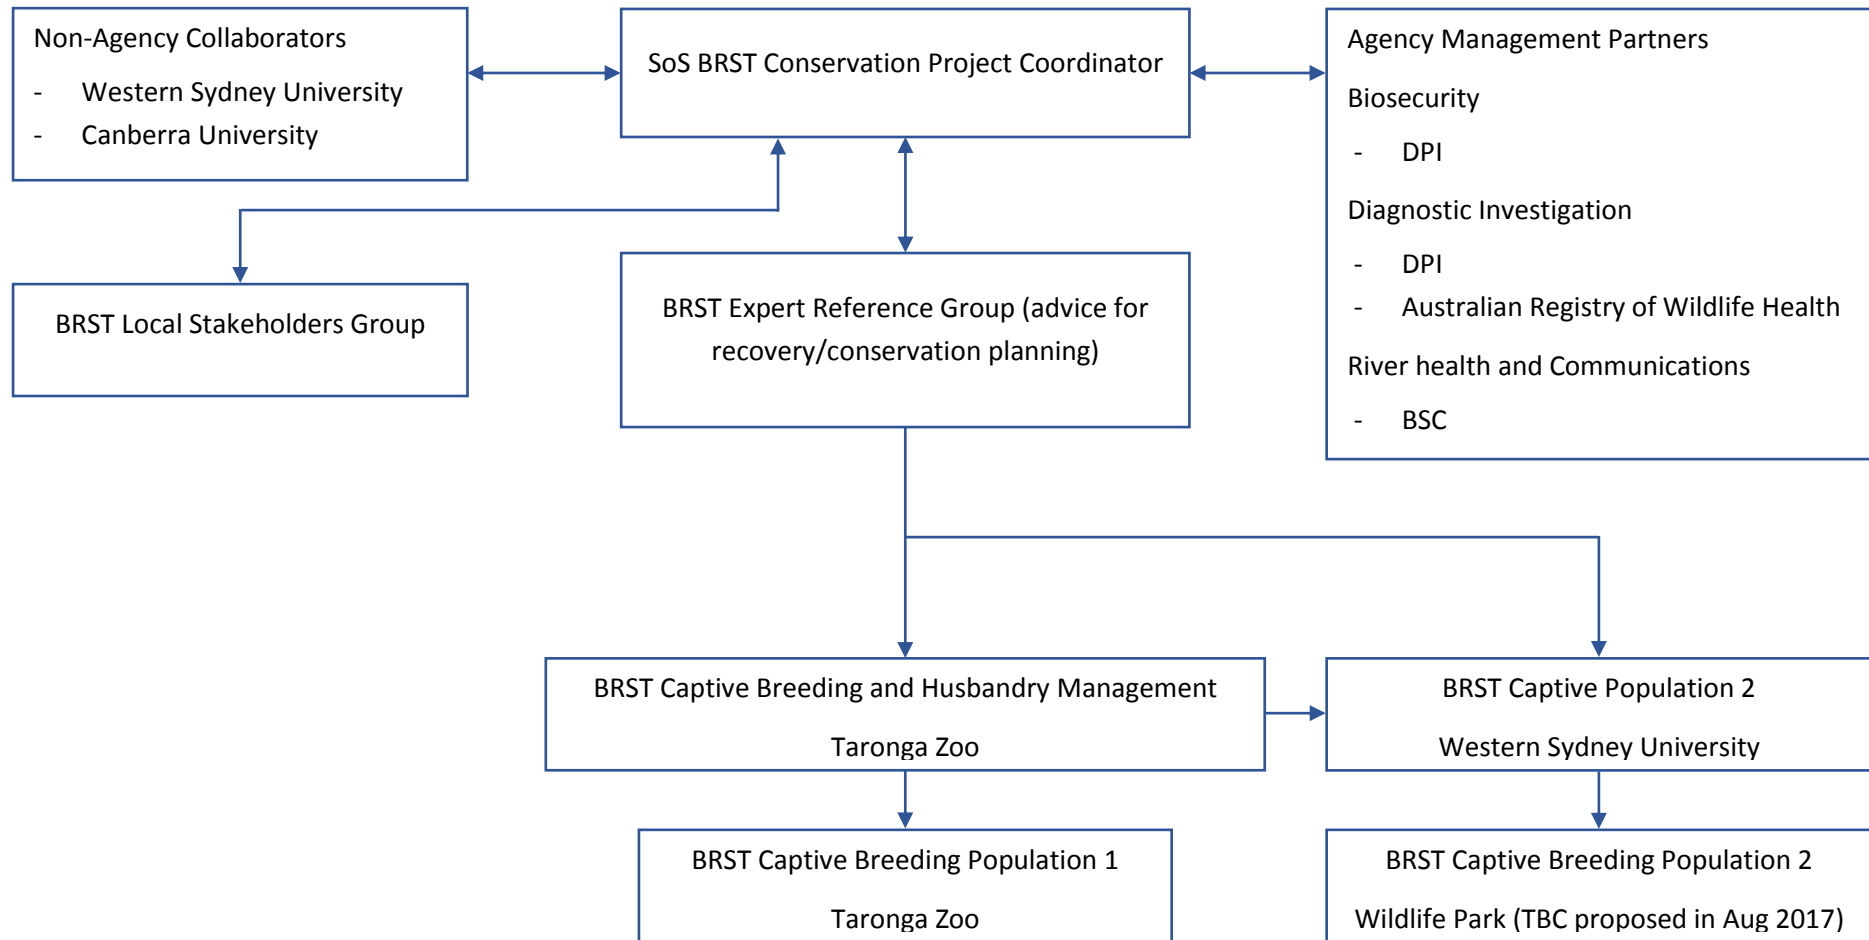 Non-Agency Collaborators
- Western Sydney University
- Canberra University
SoS BRST Conservation Project Coordinator
Agency Management Partners
Biosecurity
- DPI
Diagnostic Investigation
- DPI
- Australian Registry of Wildlife Health
River health and Communications
- BSC
BRST Local Stakeholders Group
BRST Expert Reference Group (advice for
recovery/conservation planning)
BRST Captive Breeding and Husbandry Management
Taronga Zoo
BRST Captive Population 2
Western Sydney University
BRST Captive Breeding Population 1
Taronga Zoo
BRST Captive Breeding Population 2
Wildlife Park (TBC proposed in Aug 2017)